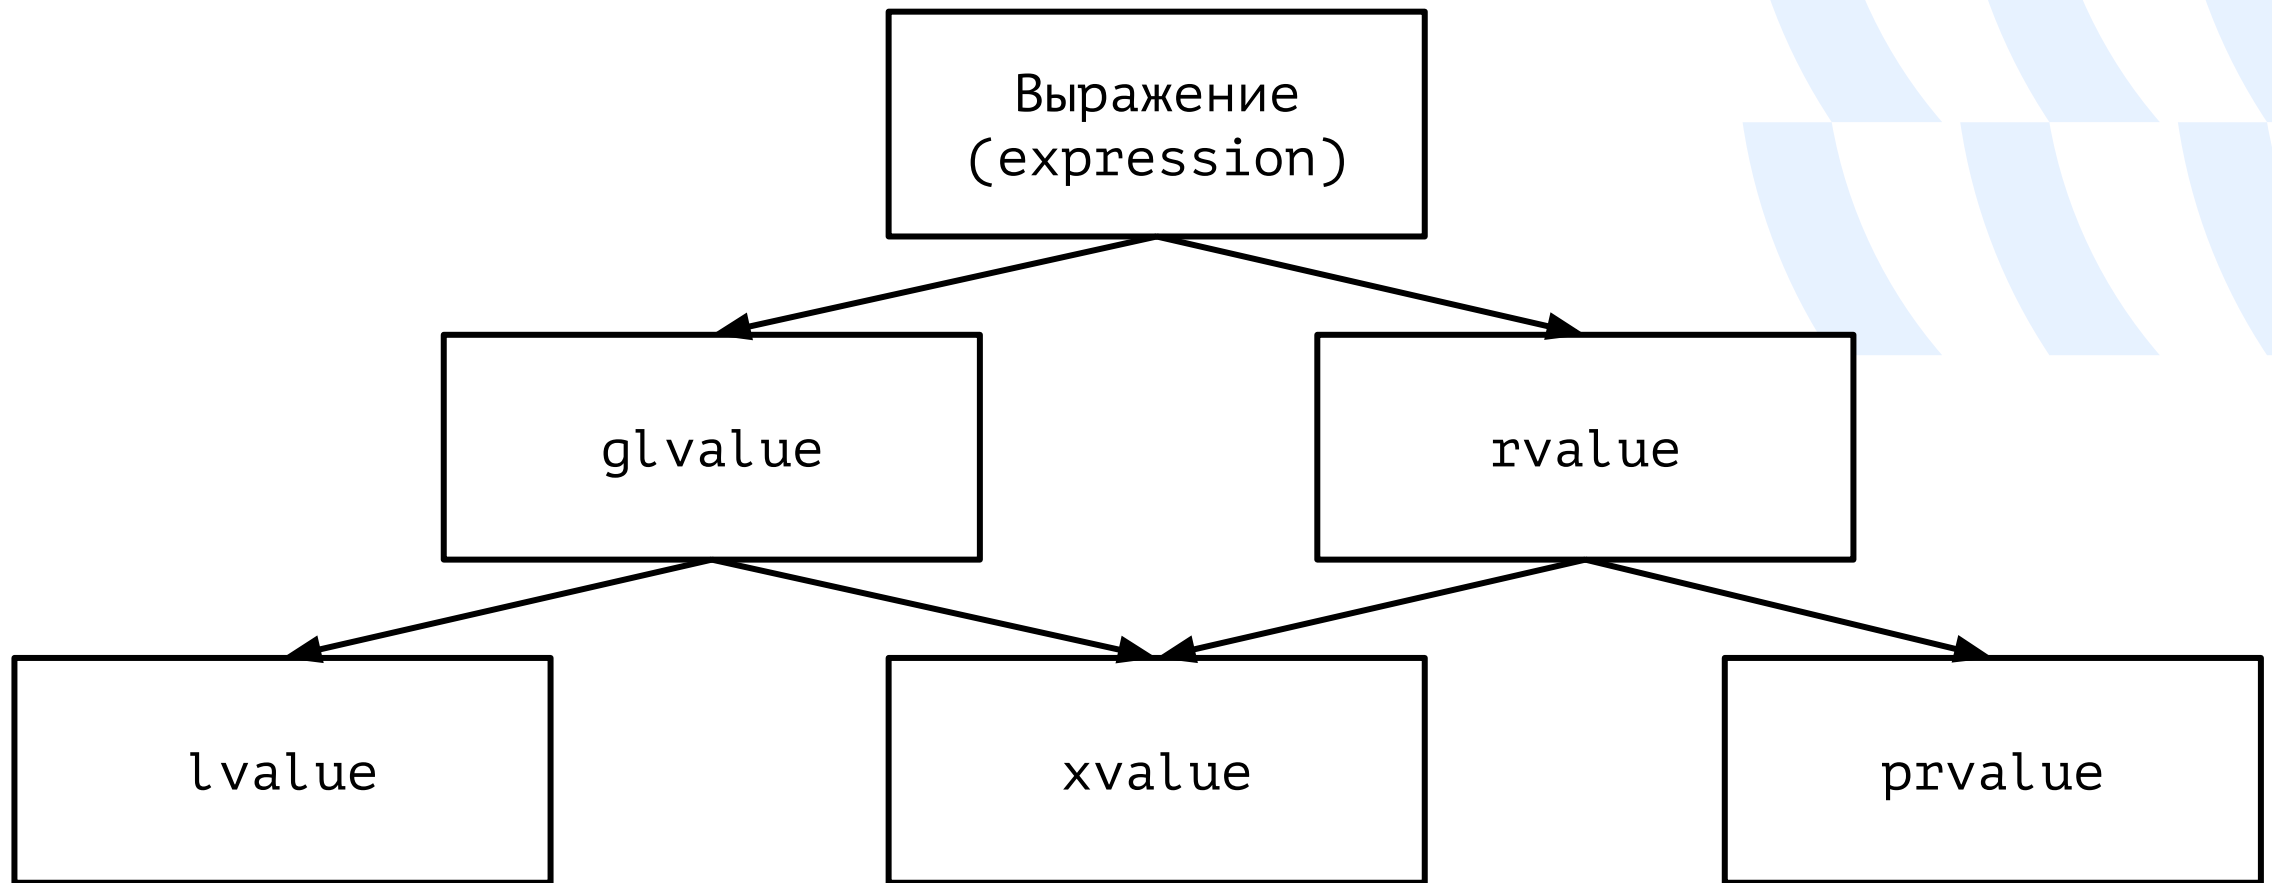 Выражение
(expression)
glvalue
rvalue
lvalue
xvalue
prvalue